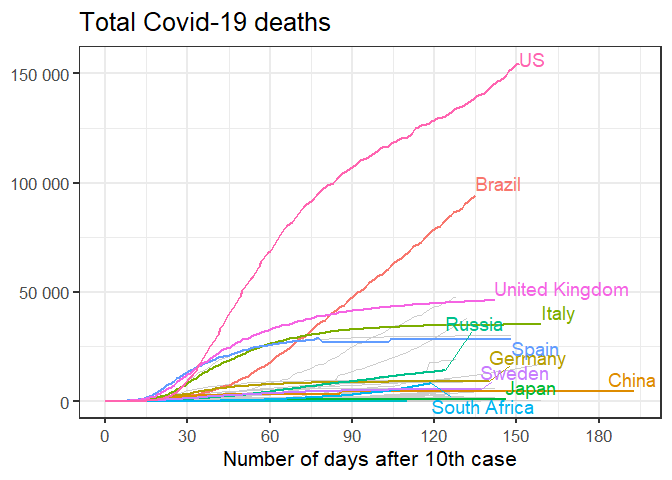 Total Covid-19 deaths
150 000
100 000
50 000
0
US
Brazil
United Kingdom
Italy
Russia
Spain
Germany
Sweden
China
Japan
South Africa
0 30 60 90 120 150 180
Number of days after 10th case